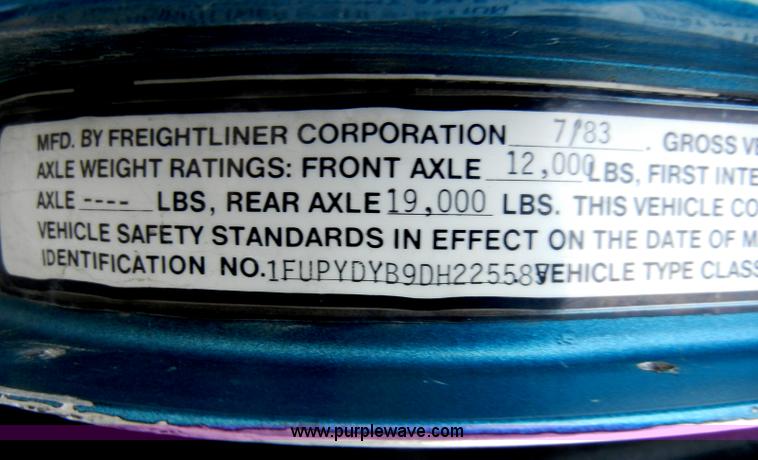 MFD. BY FREIGHTLINER CORPORATION 7/83 . GROSS VE
AXLE WEIGHT RATINGS: FRONT AXLE 12,000 LBS, FIRST INTE
AXLE ---- LBS, REAR AXLE 19,000 LBS. THIS VEHICLE CO
VEHICLE SAFETY STANDARDS IN EFFECT ON THE DATE OF M
IDENTIFICATION NO. VEHICLE TYPE CLASS
www.purplewave.com